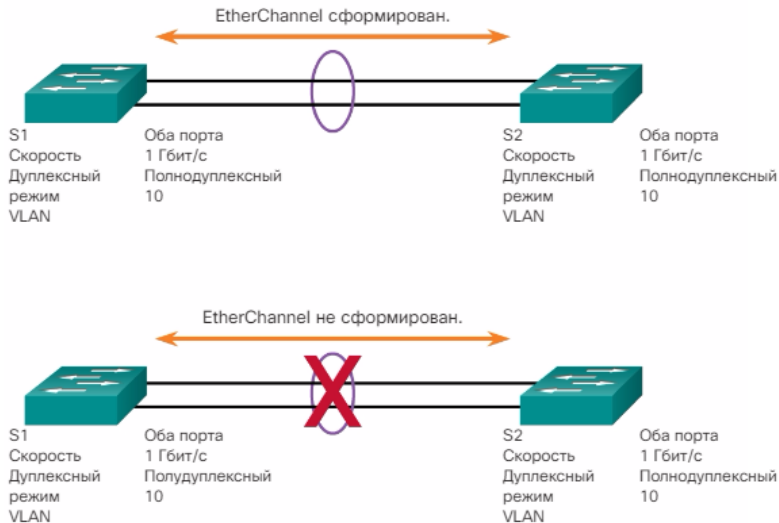 EtherChannel сформирован.
S1
Скорость
Дуплексный
режим
VLAN
Оба порта
1 Гбит/с
Полнодуплексный
10
S2
Скорость
Дуплексный
режим
VLAN
Оба порта
1 Гбит/с
Полнодуплексный
10
EtherChannel не сформирован.
S1
Скорость
Дуплексный
режим
VLAN
Оба порта
1 Гбит/с
Полудуплексный
10
S2
Скорость
Дуплексный
режим
VLAN
Оба порта
1 Гбит/с
Полнодуплексный
10